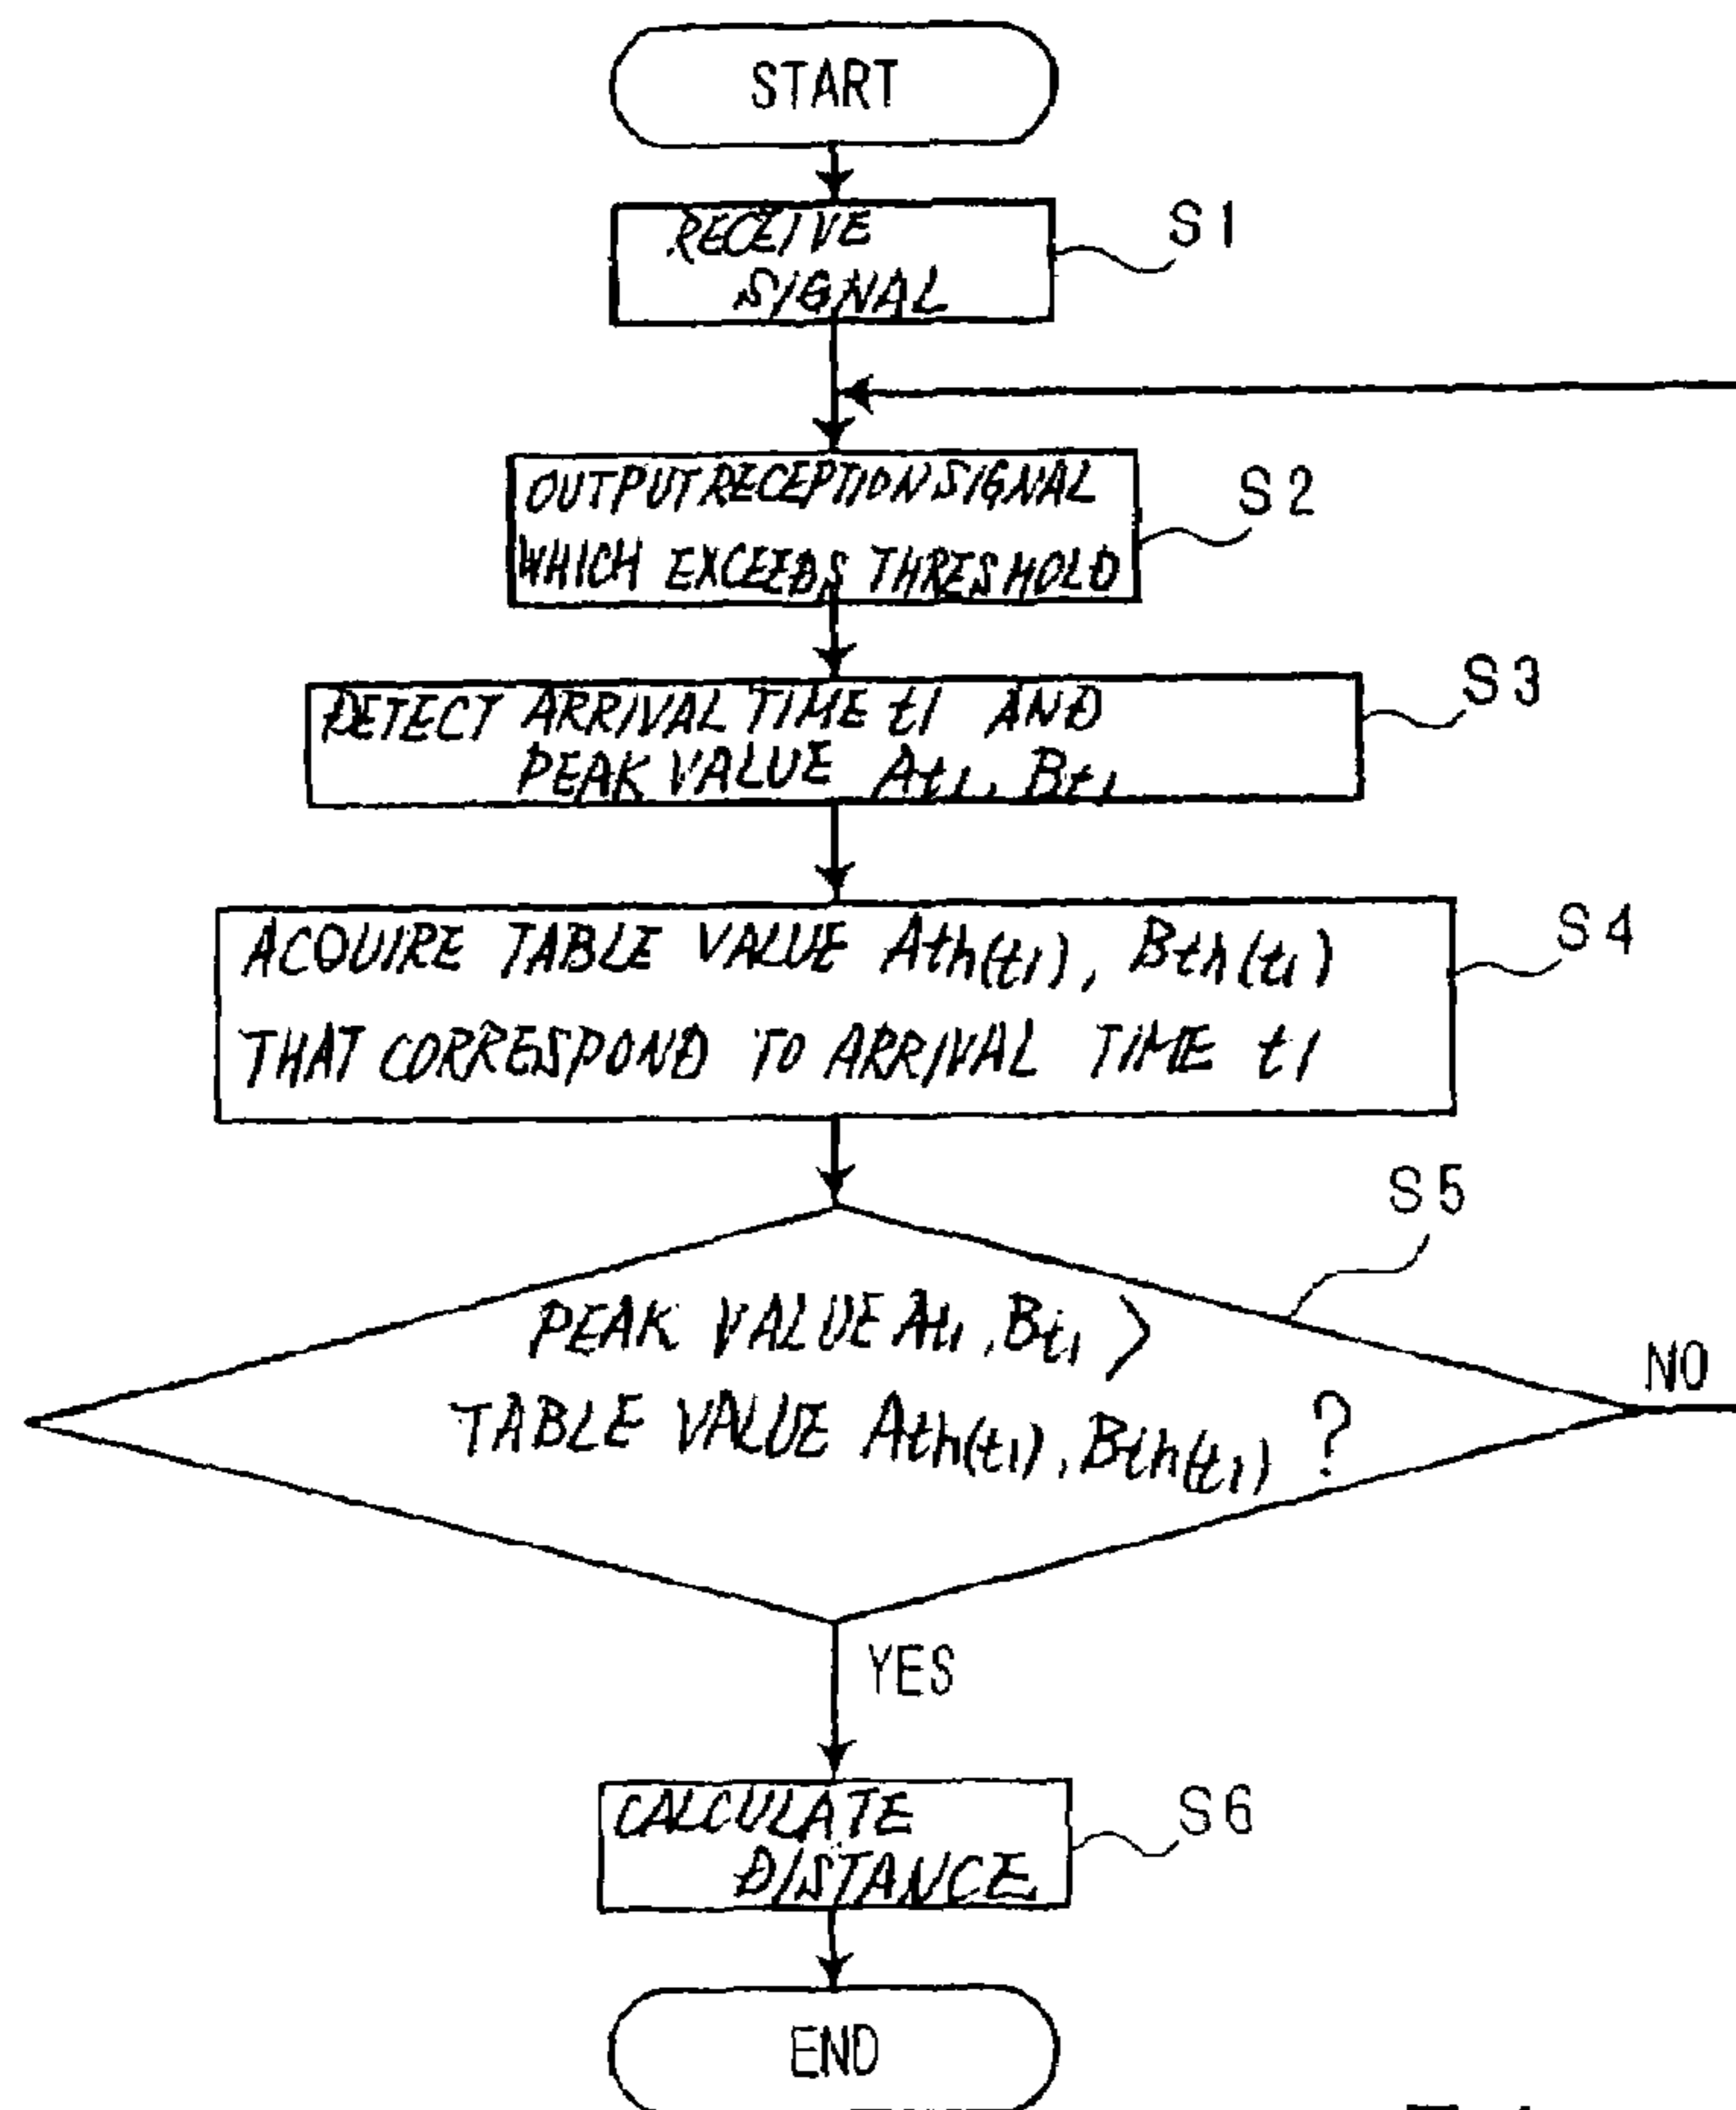 START
RECEIVE
SIGNAL
S1
OUTPUT RECEPTION SIGNAL
WHICH EXCEEDS THRESHOLD
S2
DETECT ARRIVAL TIME t1 AND
PEAK VALUE At1, Bt1
S3
ACQUIRE TABLE VALUE Ath(t1), Bth(t1)
THAT CORRESPOND TO ARRIVAL TIME t1
S4
S5
PEAK VALUE At1, Bt1 >
TABLE VALUE Ath(t1), Bth(t1) ?
NO
YES
CALCULATE
DISTANCE
S6
END